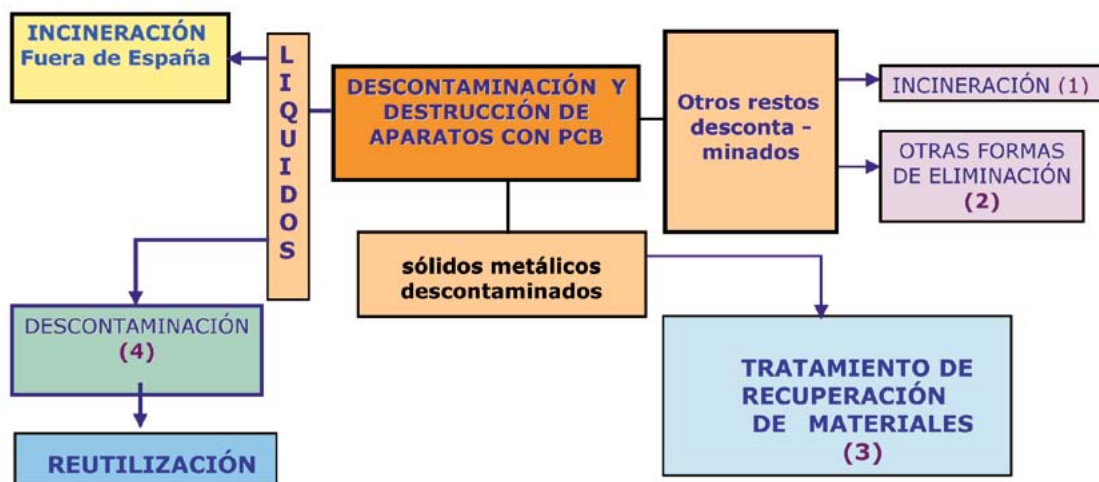 INCINERACIÓN
Fuera de España
L
I
Q
U
I
D
O
S
DESCONTAMINACIÓN Y
DESTRUCCIÓN DE
APARATOS CON PCB
Otros restos
desconta -
minados
INCINERACIÓN (1)
OTRAS FORMAS
DE ELIMINACIÓN
(2)
sólidos metálicos
descontaminados
DESCONTAMINACIÓN
(4)
TRATAMIENTO DE
RECUPERACIÓN
DE MATERIALES
(3)
REUTILIZACIÓN